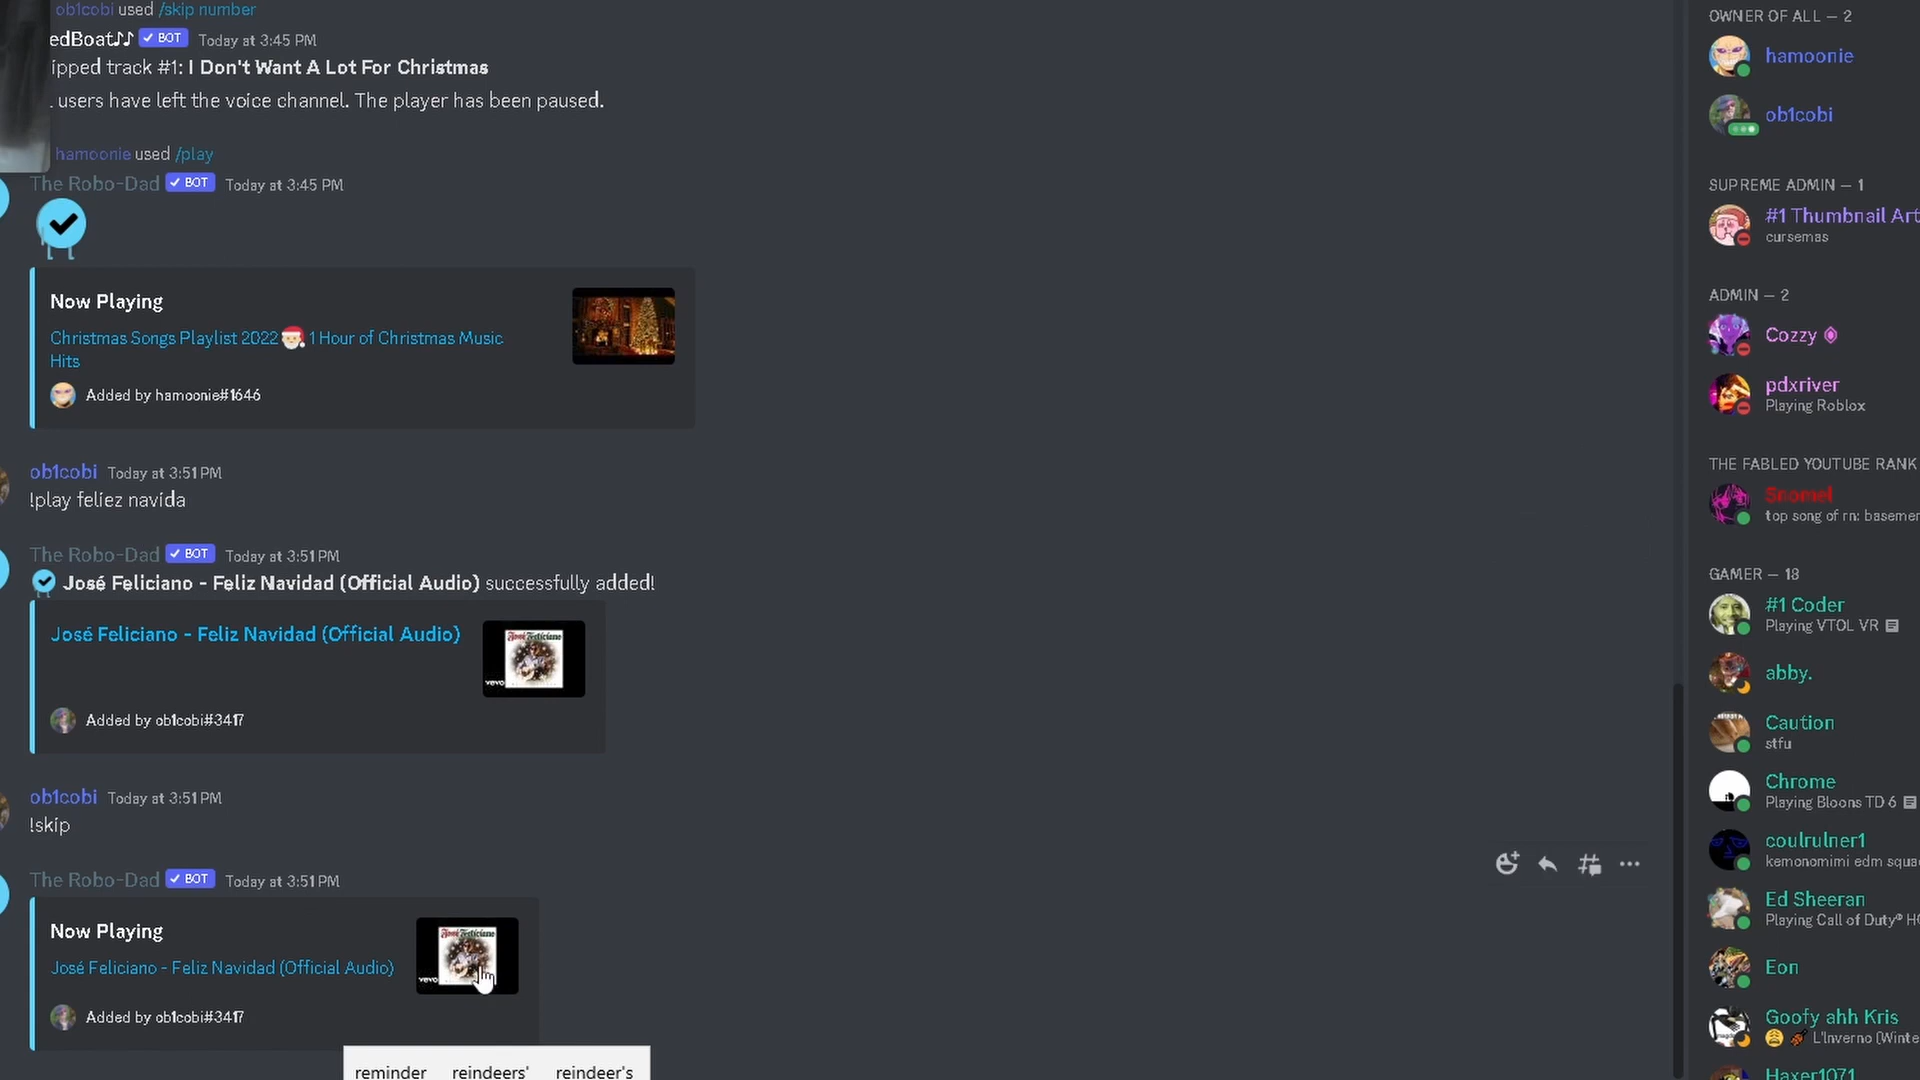 ob1cobi used /skip number
edBoat♪♪ ✔ BOT Today at 3:45 PM
ipped track #1: I Don't Want A Lot For Christmas
users have left the voice channel. The player has been paused.
hamoonie used /play
The Robo-Dad ✔ BOT Today at 3:45 PM
Now Playing
Christmas Songs Playlist 2022 🎅 1 Hour of Christmas Music
Hits
Added by hamoonie#1646
ob1cobi Today at 3:51 PM
!play feliez navida
The Robo-Dad ✔ BOT Today at 3:51 PM
José Feliciano - Feliz Navidad (Official Audio) successfully added!
José Feliciano - Feliz Navidad (Official Audio)
José Feliciano
vevo
Added by ob1cobi#3417
ob1cobi Today at 3:51 PM
!skip
The Robo-Dad ✔ BOT Today at 3:51 PM
Now Playing
José Feliciano - Feliz Navidad (Official Audio)
José Feliciano
vevo
Added by ob1cobi#3417
reminder reindeers' reindeer's
OWNER OF ALL — 2
hamoonie
ob1cobi
SUPREME ADMIN — 1
#1 Thumbnail Art
cursemas
ADMIN — 2
Cozzy
pdxriver
Playing Roblox
THE FABLED YOUTUBE RANK
Snomel
top song of rn: basemen
GAMER — 18
#1 Coder
Playing VTOL VR
abby.
Caution
stfu
Chrome
Playing Bloons TD 6
coulrulner1
kemonomimi edm squa
Ed Sheeran
Playing Call of Duty® H
Eon
Goofy ahh Kris
😩 L'Inverno (Winte
Haxer1071